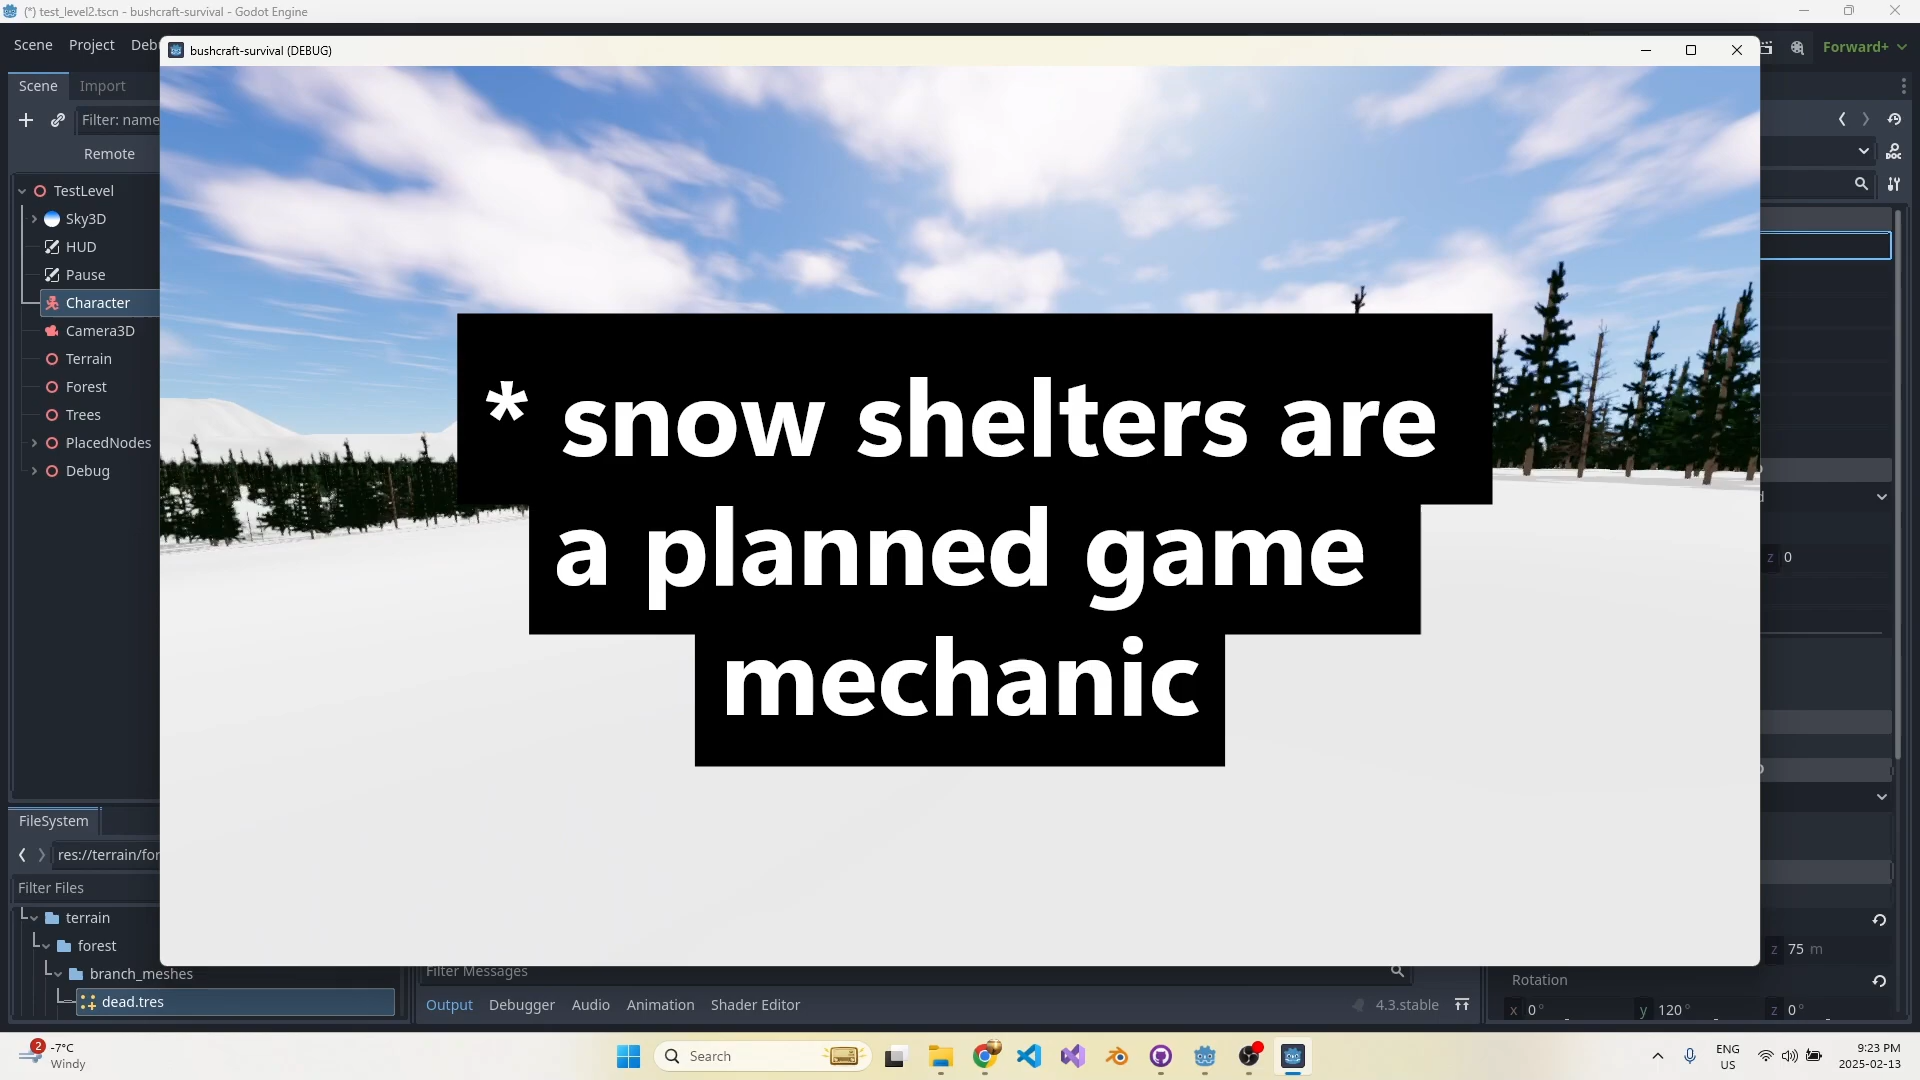 (*) test_level2.tscn - bushcraft-survival - Godot Engine
Scene Project
bushcraft-survival (DEBUG)
Forward+
Scene Import
Filter: name
Remote
TestLevel
Sky3D
HUD
Pause
Character
Camera3D
Terrain
Forest
Trees
PlacedNodes
Debug
* snow shelters are
a planned game
mechanic
z 0
FileSystem
res://terrain/for
Filter Files
terrain
forest
branch_meshes
dead.tres
Filter Messages
Output Debugger Audio Animation Shader Editor
4.3.stable
z 75 m
Rotation
x 0° y 120° z 0°
2
-7°C
Windy
Search
ENG
US
9:23 PM
2025-02-13